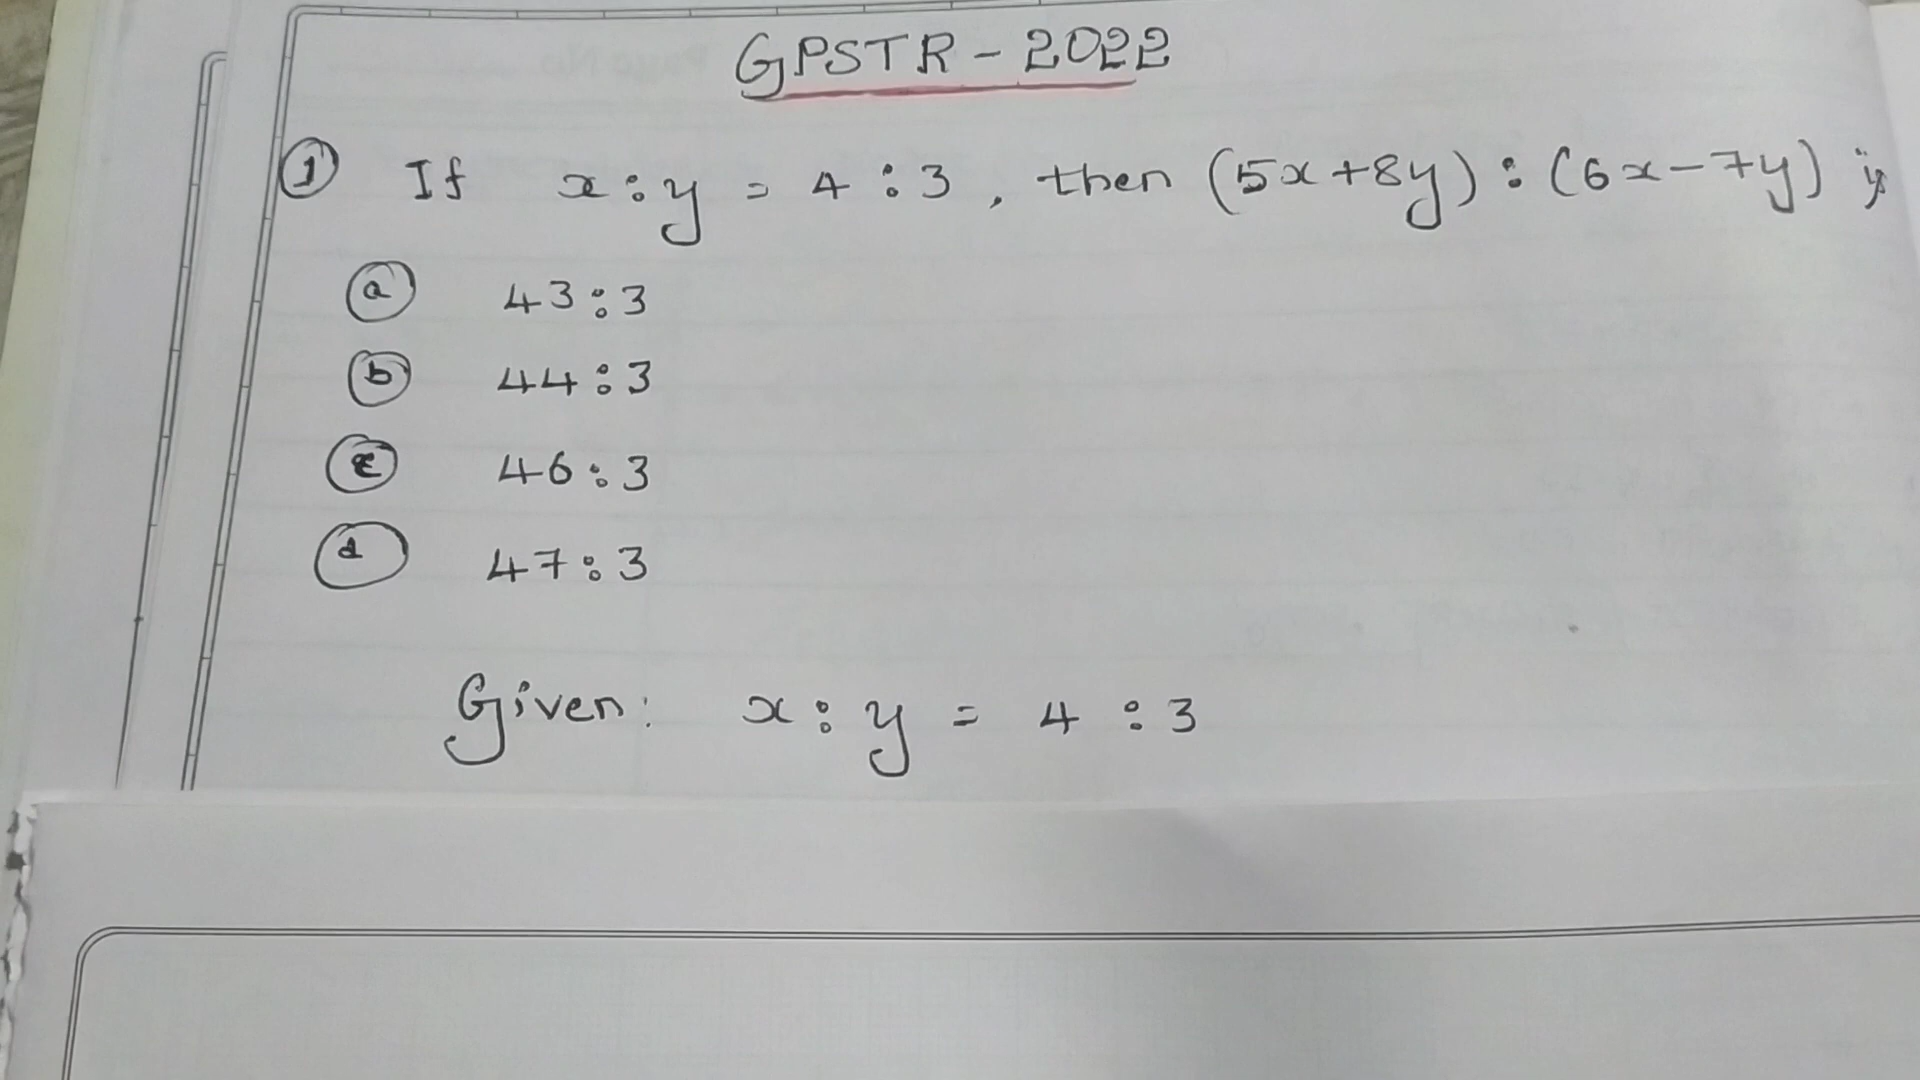 GPSTR - 2022
1 If x : y = 4 : 3, then (5x+8y) : (6x-7y) is
a 43:3
b 44:3
c 46:3
d 47:3
Given: x : y = 4 : 3